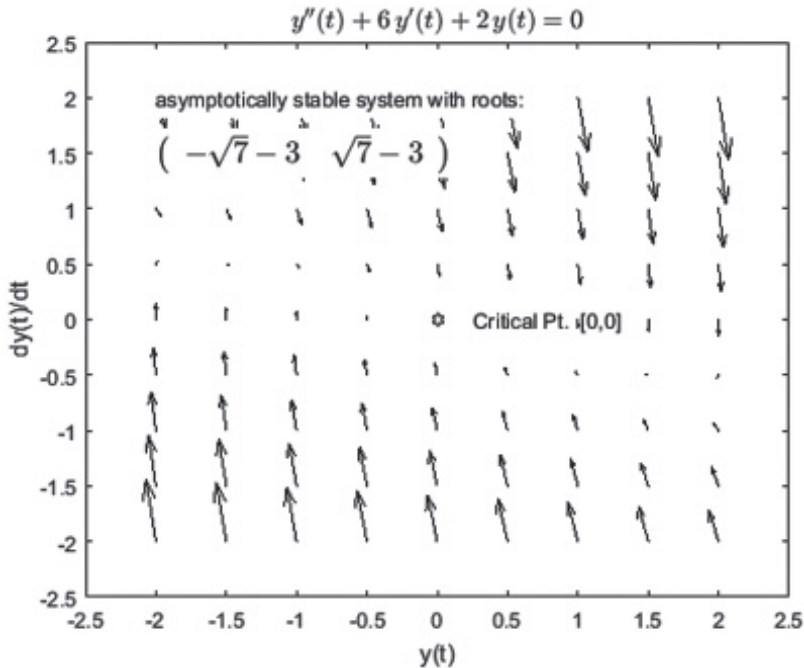 y″(t) + 6 y′(t) + 2 y(t) = 0
2.5
2
1.5
1
0.5
0
-0.5
-1
-1.5
-2
-2.5
dy(t)/dt
asymptotically stable system with roots:
( −√7 − 3 √7 − 3 )
Critical Pt. [0,0]
-2.5 -2 -1.5 -1 -0.5 0 0.5 1 1.5 2 2.5
y(t)